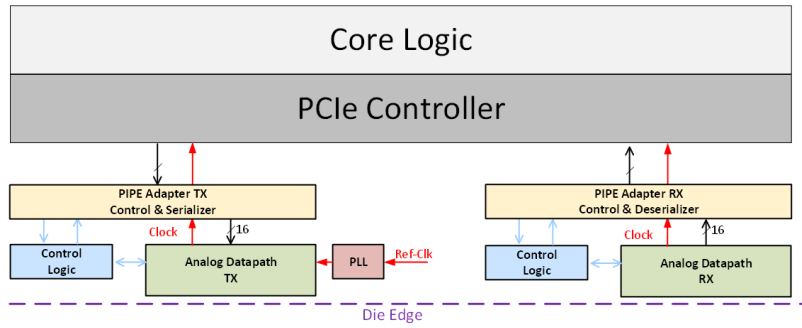 Core Logic
PCIe Controller
PIPE Adapter TX
Control & Serializer
PIPE Adapter RX
Control & Deserializer
Clock
16
Clock
16
Control
Logic
Analog Datapath
TX
PLL
Ref-Clk
Control
Logic
Analog Datapath
RX
Die Edge